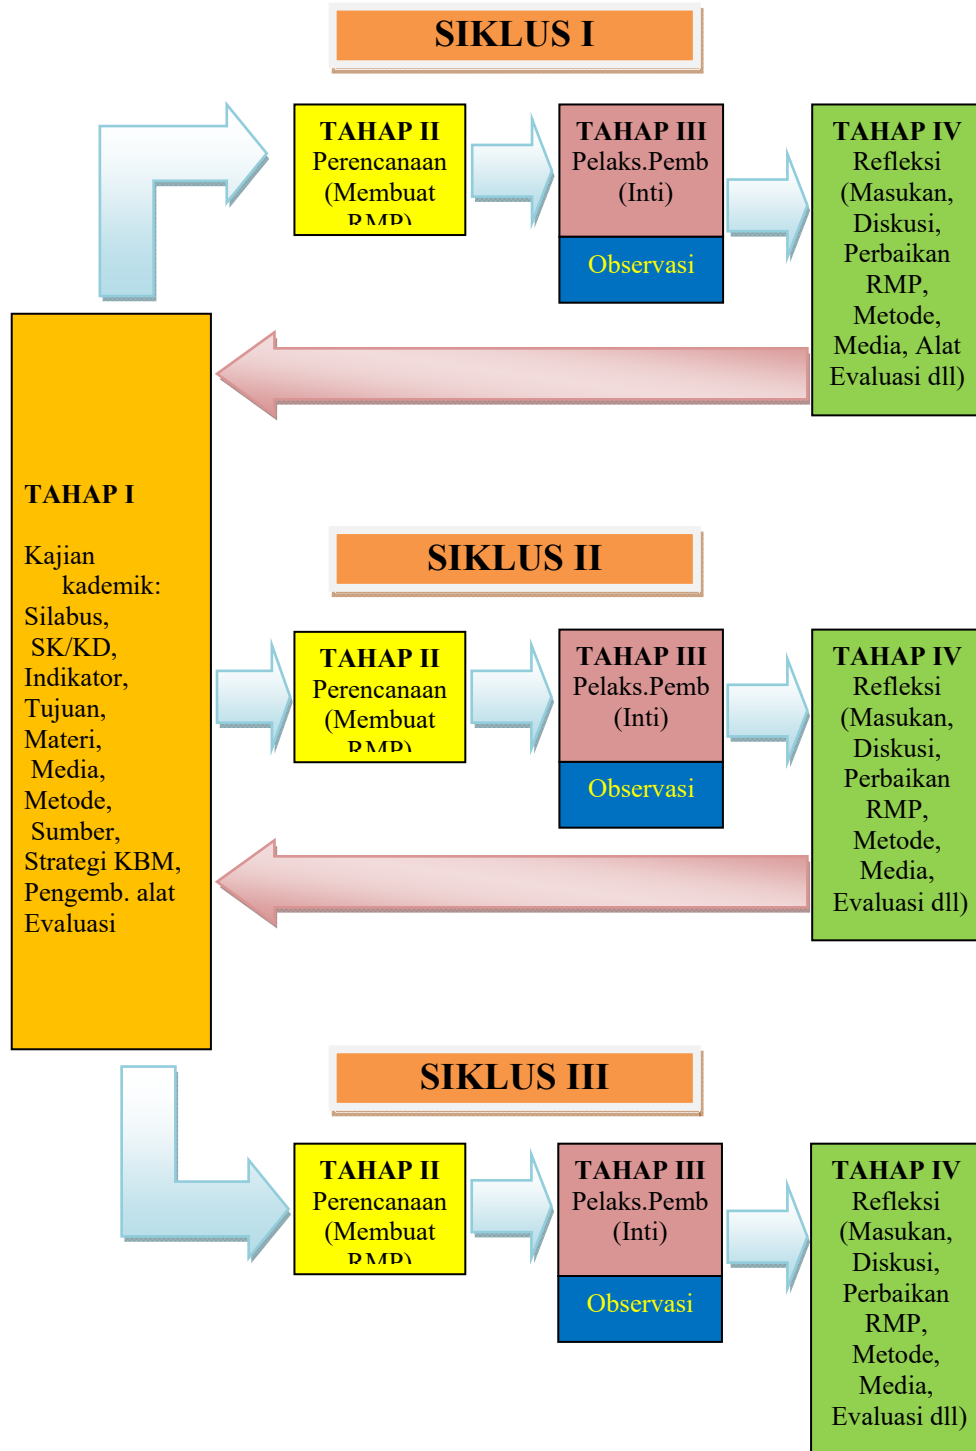 SIKLUS I
TAHAP II
Perencanaan
(Membuat
RMP)
TAHAP III
Pelaks.Pemb
(Inti)
Observasi
TAHAP IV
Refleksi
(Masukan,
Diskusi,
Perbaikan
RMP,
Metode,
Media, Alat
Evaluasi dll)
TAHAP I
Kajian
kademik:
Silabus,
SK/KD,
Indikator,
Tujuan,
Materi,
Media,
Metode,
Sumber,
Strategi KBM,
Pengemb. alat
Evaluasi
SIKLUS II
TAHAP II
Perencanaan
(Membuat
RMP)
TAHAP III
Pelaks.Pemb
(Inti)
Observasi
TAHAP IV
Refleksi
(Masukan,
Diskusi,
Perbaikan
RMP,
Metode,
Media,
Evaluasi dll)
SIKLUS III
TAHAP II
Perencanaan
(Membuat
RMP)
TAHAP III
Pelaks.Pemb
(Inti)
Observasi
TAHAP IV
Refleksi
(Masukan,
Diskusi,
Perbaikan
RMP,
Metode,
Media,
Evaluasi dll)